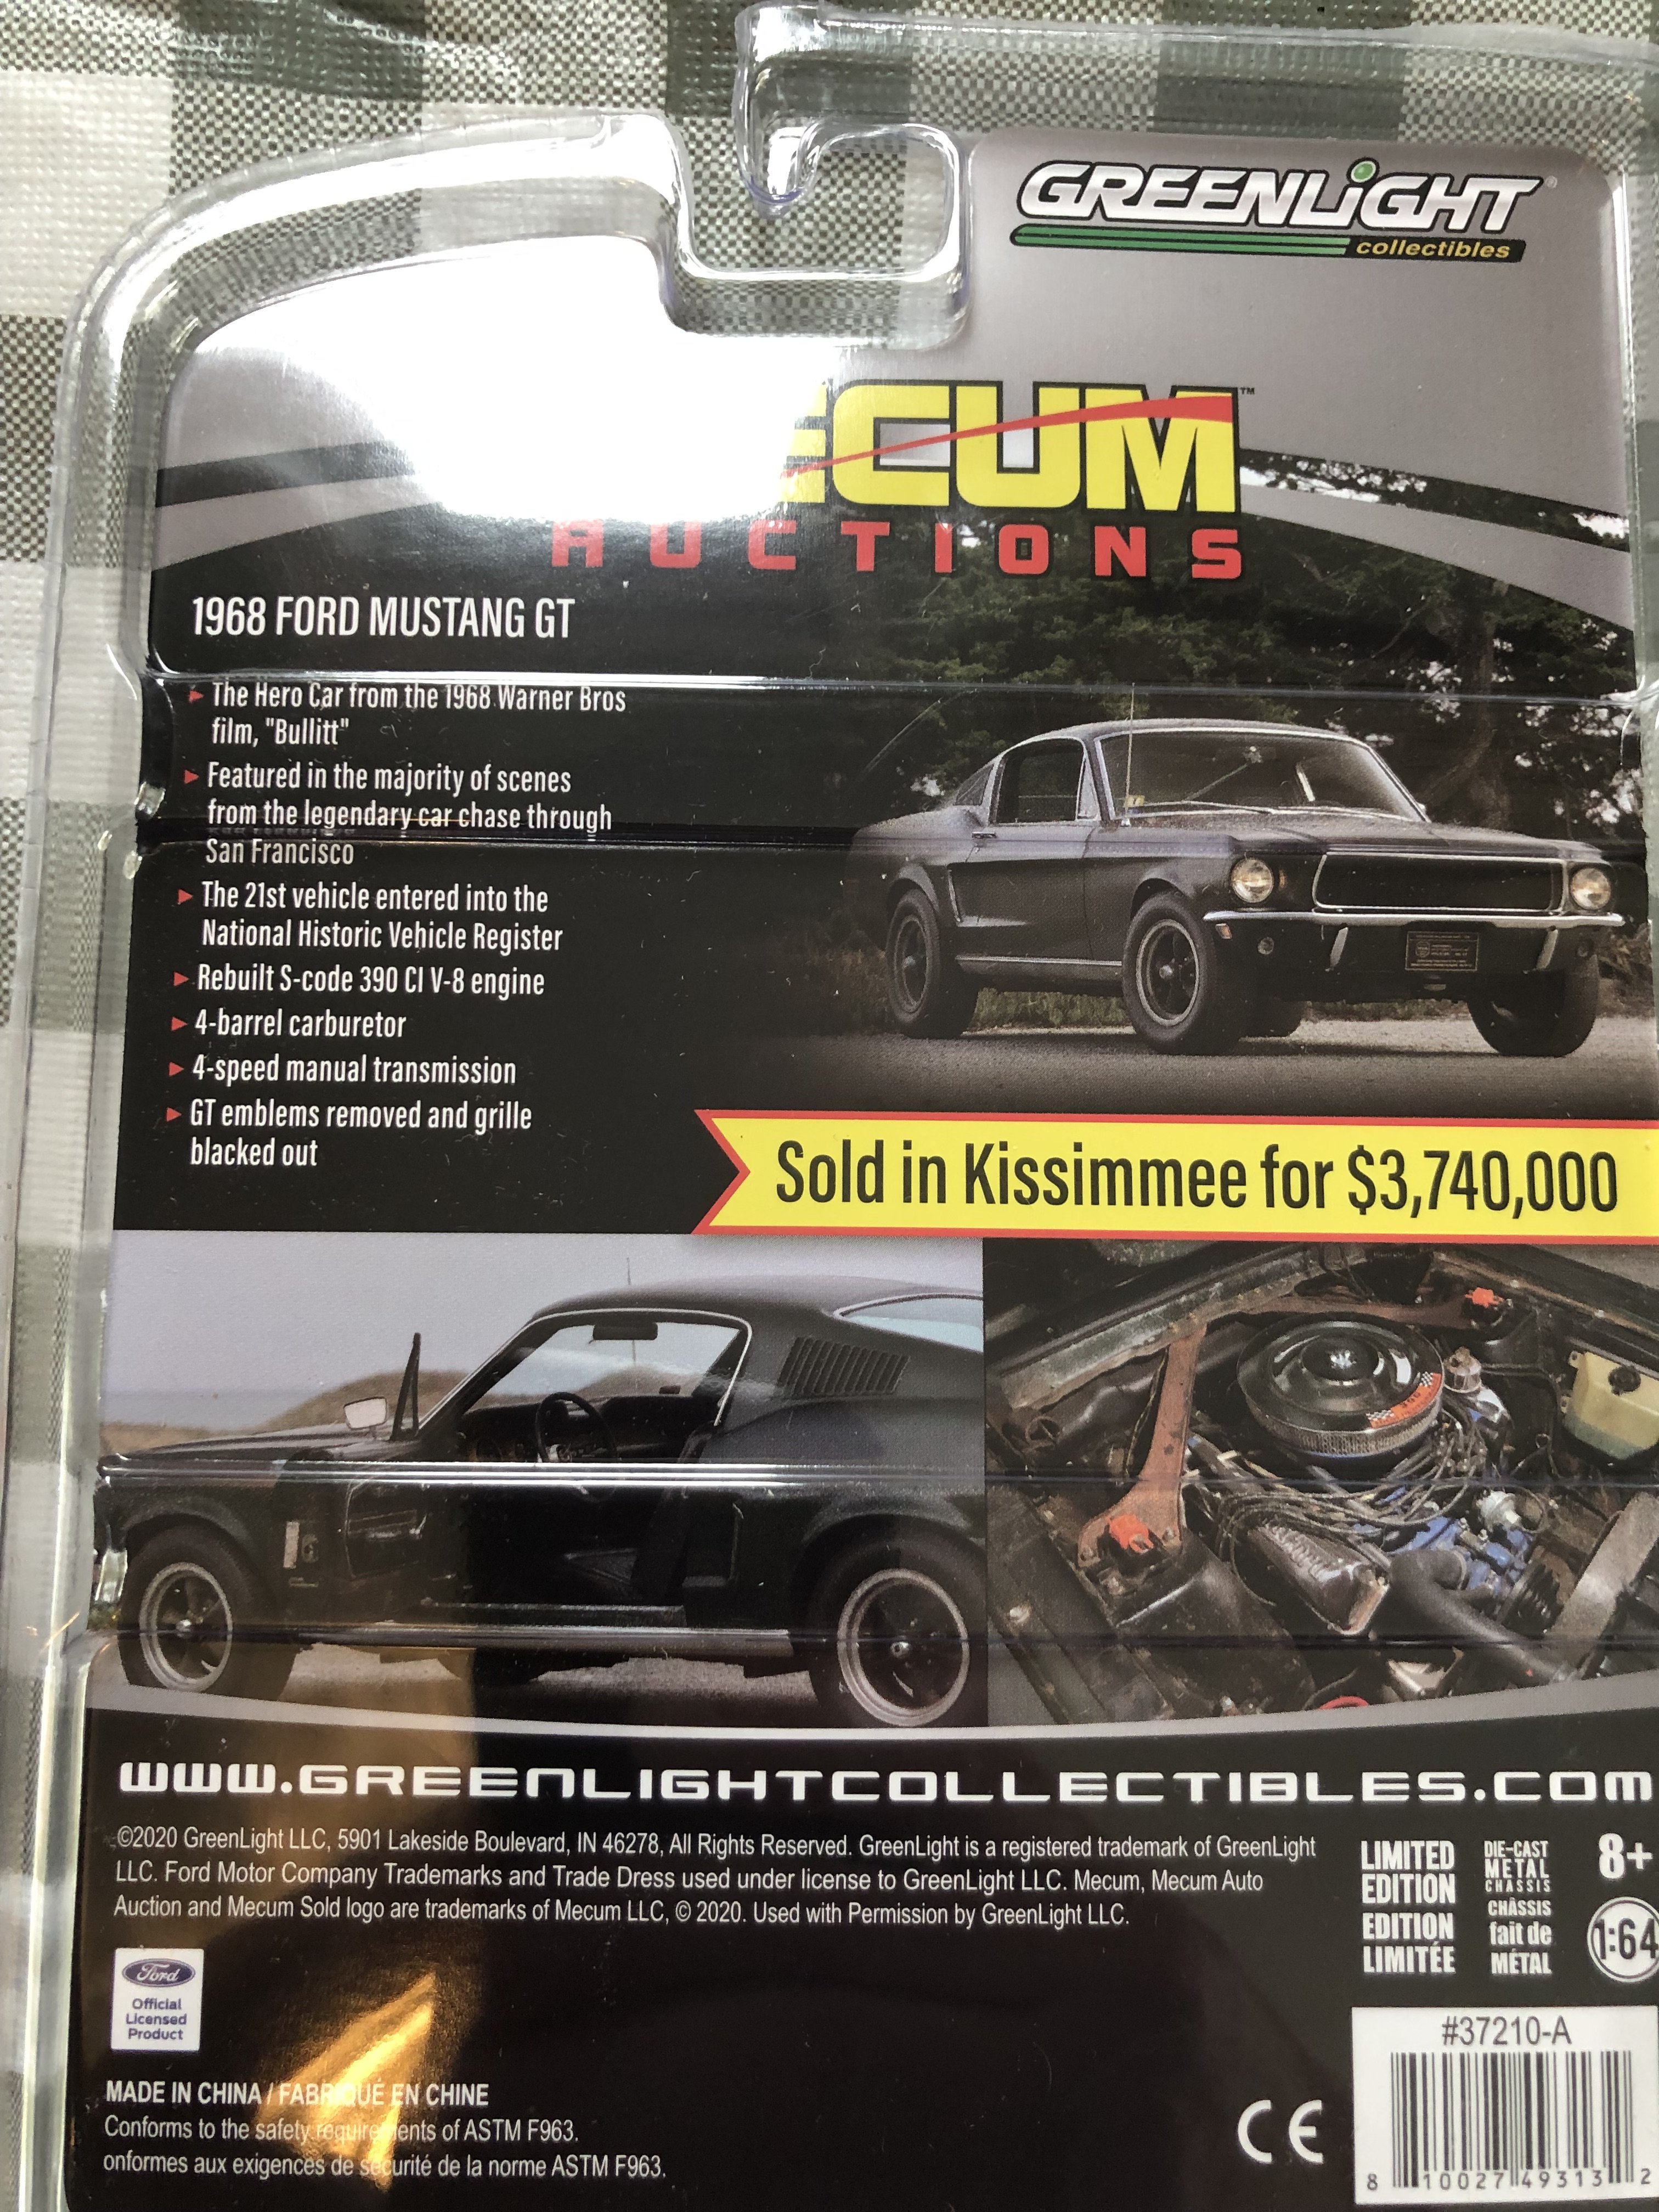 GREENLiGHT
collectibles
ECUM™
AUCTIONS
1968 FORD MUSTANG GT
The Hero Car from the 1968 Warner Bros
film, "Bullitt"
Featured in the majority of scenes
from the legendary car chase through
San Francisco
The 21st vehicle entered into the
National Historic Vehicle Register
Rebuilt S-code 390 CI V-8 engine
4-barrel carburetor
4-speed manual transmission
GT emblems removed and grille
blacked out
Sold in Kissimmee for $3,740,000
WWW.GREENLIGHTCOLLECTIBLES.COM
©2020 GreenLight LLC, 5901 Lakeside Boulevard, IN 46278, All Rights Reserved. GreenLight is a registered trademark of GreenLight
LLC. Ford Motor Company Trademarks and Trade Dress used under license to GreenLight LLC. Mecum, Mecum Auto
Auction and Mecum Sold logo are trademarks of Mecum LLC, © 2020. Used with Permission by GreenLight LLC.
LIMITED
EDITION
EDITION
LIMITÉE
DIE-CAST
METAL
CHASSIS
CHÂSSIS
fait de
MÉTAL
8+
1:64
Ford
Official
Licensed
Product
#37210-A
MADE IN CHINA / FABRIQUÉ EN CHINE
Conforms to the safety requirements of ASTM F963.
onformes aux exigences de sécurité de la norme ASTM F963.
CE
8 10027 49313 2